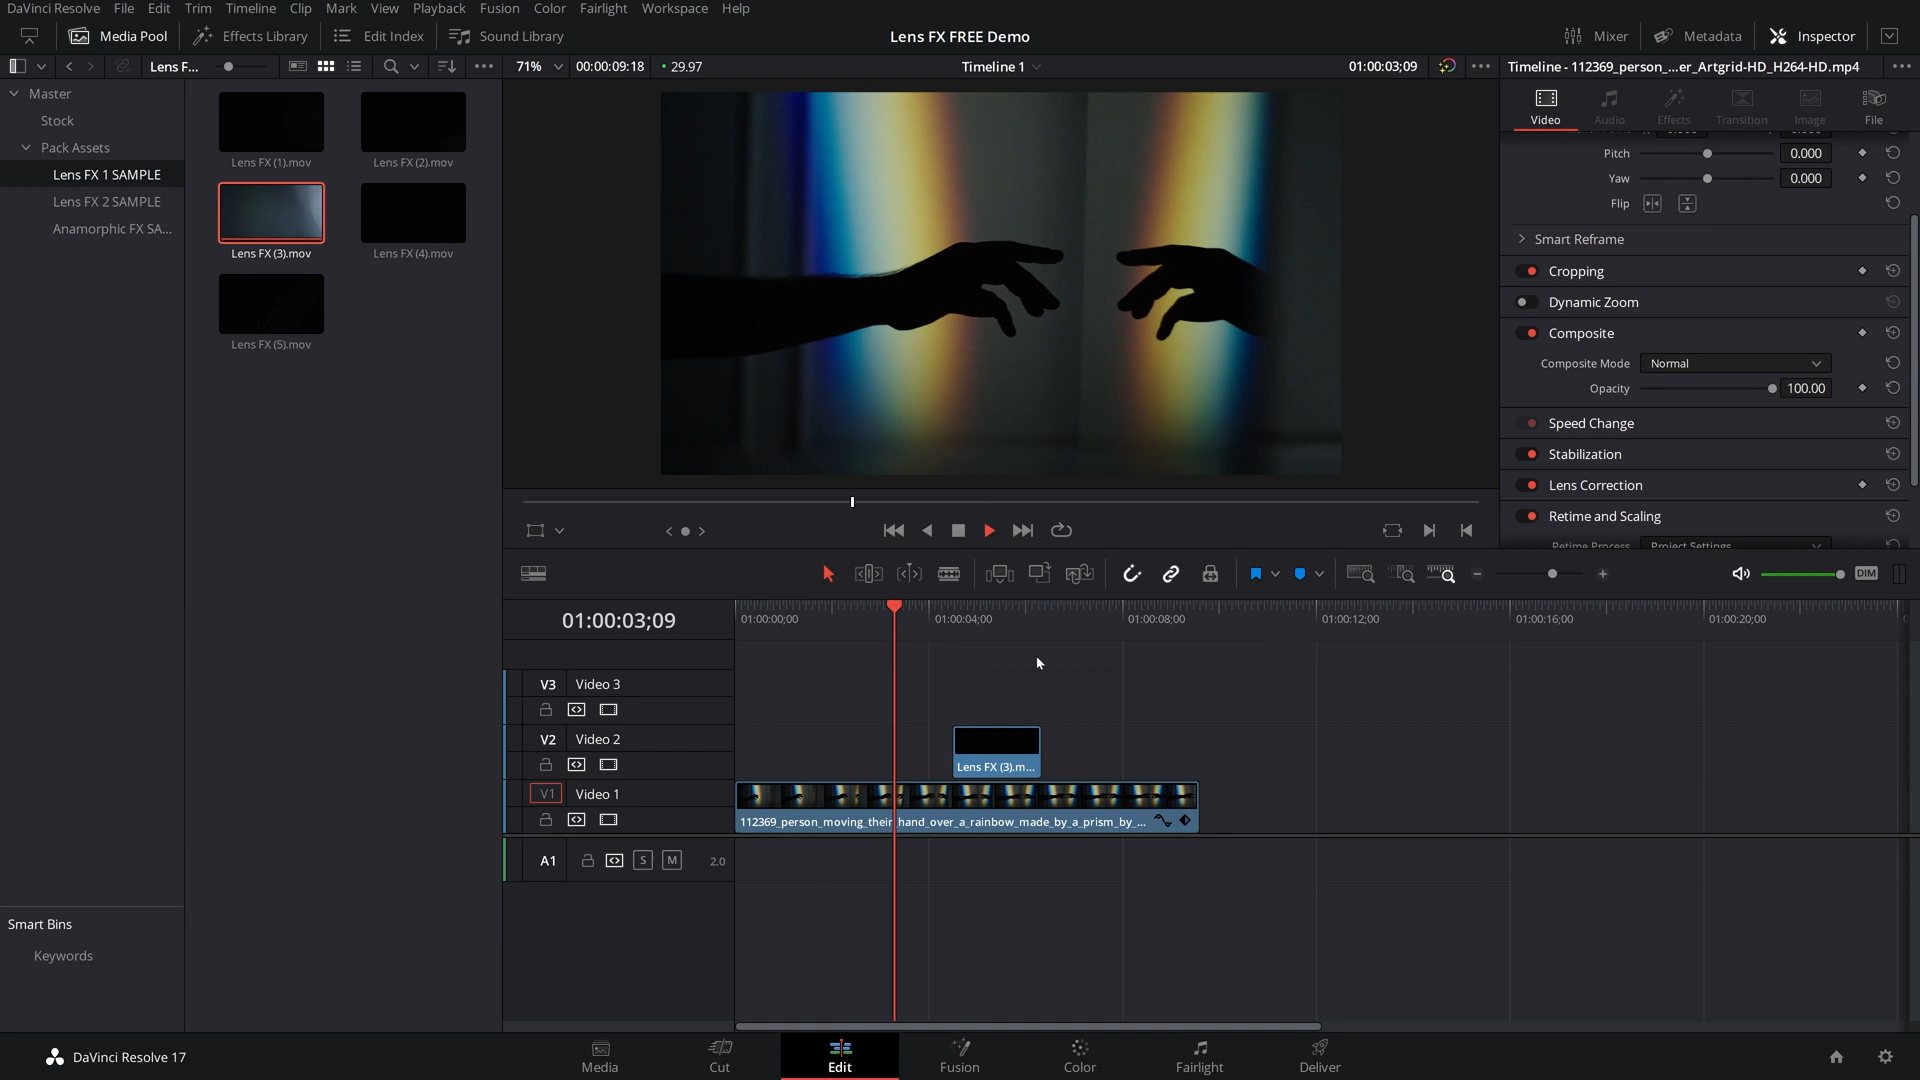 DaVinci Resolve File Edit Trim Timeline Clip Mark View Playback Fusion Color Fairlight Workspace Help
Media Pool Effects Library Edit Index Sound Library Lens FX FREE Demo Mixer Metadata Inspector
Lens F... 71% 00:00:09:18 29.97 Timeline 1 01:00:03;09 Timeline - 112369_person_...er_Artgrid-HD_H264-HD.mp4
Master
Stock
Pack Assets
Lens FX 1 SAMPLE
Lens FX 2 SAMPLE
Anamorphic FX SA...
Lens FX (1).mov Lens FX (2).mov
Lens FX (3).mov Lens FX (4).mov
Lens FX (5).mov
Video Audio Effects Transition Image File
Pitch 0.000
Yaw 0.000
Flip
Smart Reframe
Cropping
Dynamic Zoom
Composite
Composite Mode Normal
Opacity 100.00
Speed Change
Stabilization
Lens Correction
Retime and Scaling
Retime Process Project Settings
DIM
01:00:03;09 01:00:00;00 01:00:04;00 01:00:08;00 01:00:12;00 01:00:16;00 01:00:20;00
V3 Video 3
V2 Video 2
Lens FX (3).m...
V1 Video 1
112369_person_moving_their_hand_over_a_rainbow_made_by_a_prism_by_...
A1 S M 2.0
Smart Bins
Keywords
DaVinci Resolve 17 Media Cut Edit Fusion Color Fairlight Deliver